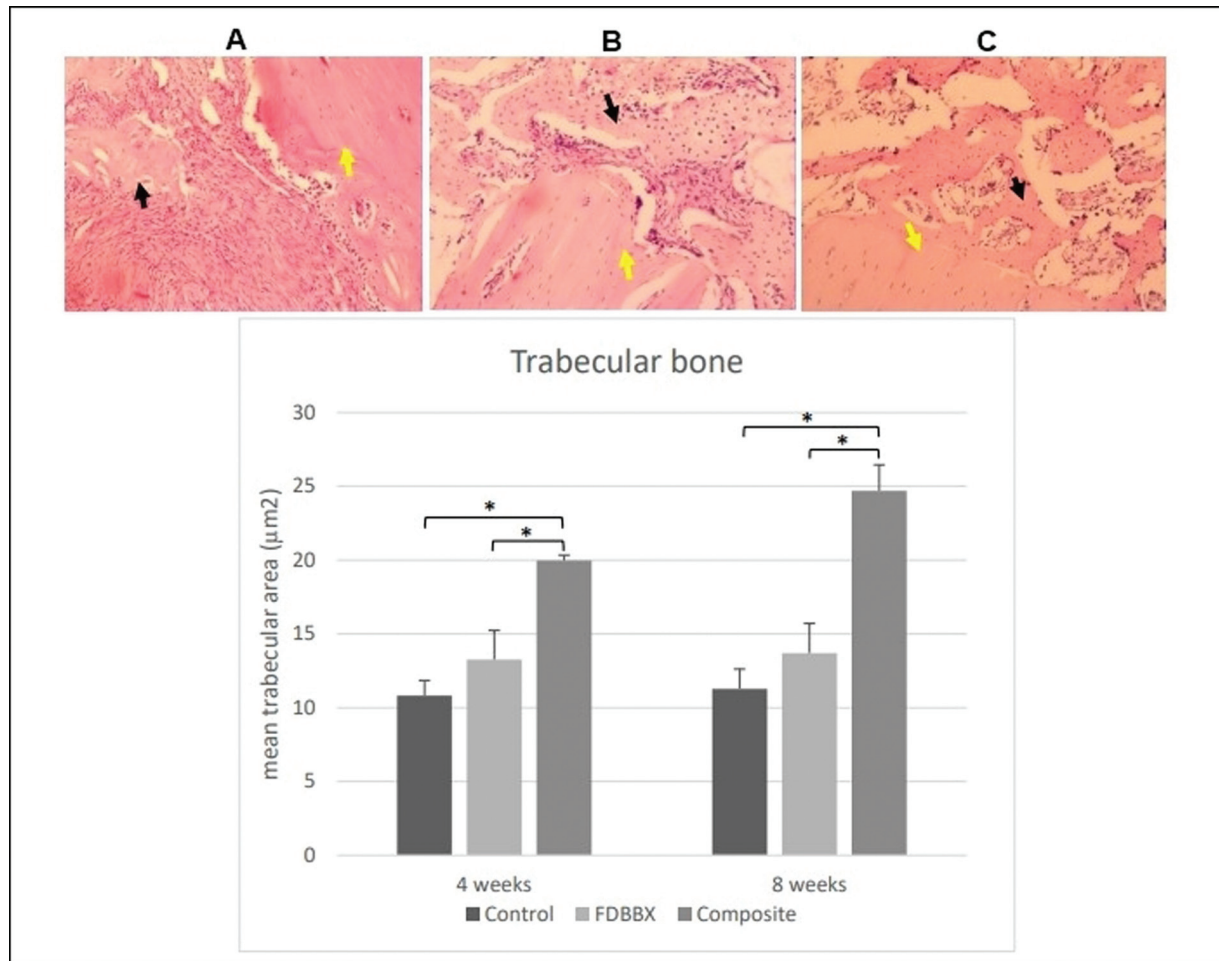 A B C
Trabecular bone
mean trabecular area (μm2)
30
25
20
15
10
5
0
* * * *
4 weeks 8 weeks
Control FDBBX Composite